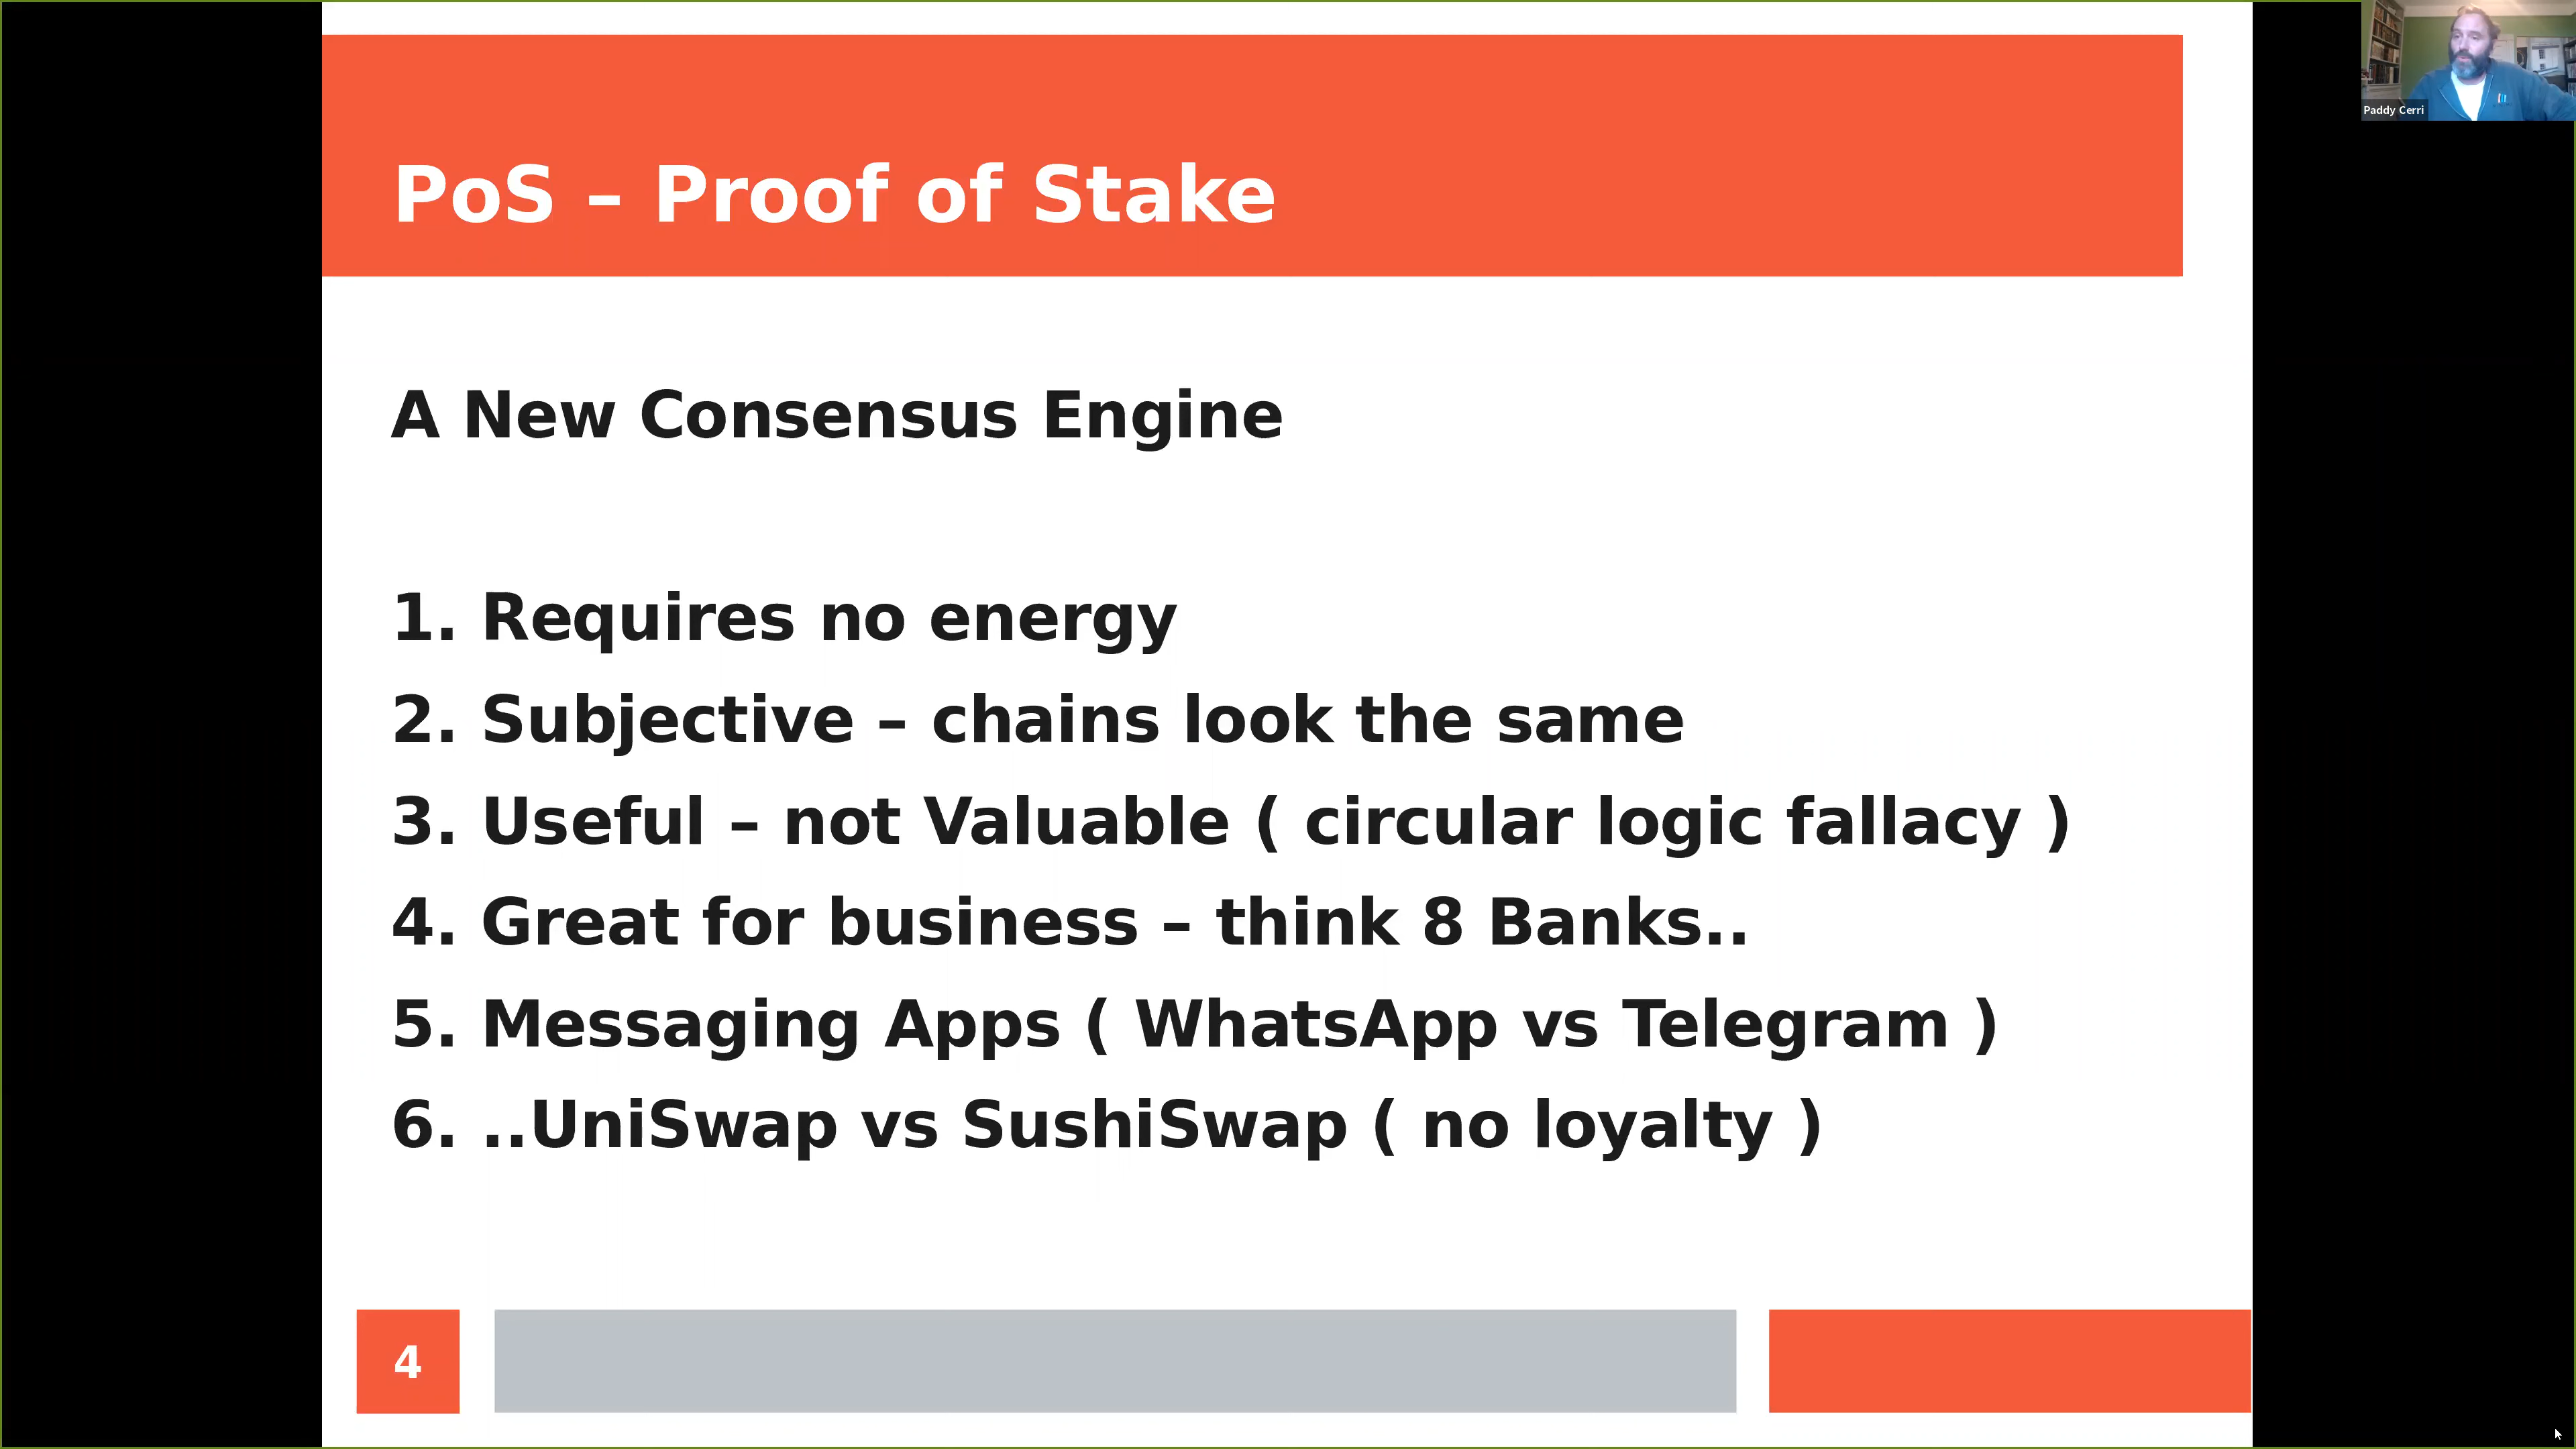 Paddy Cerri
PoS – Proof of Stake
A New Consensus Engine
1. Requires no energy
2. Subjective – chains look the same
3. Useful – not Valuable ( circular logic fallacy )
4. Great for business – think 8 Banks..
5. Messaging Apps ( WhatsApp vs Telegram )
6. ..UniSwap vs SushiSwap ( no loyalty )
4